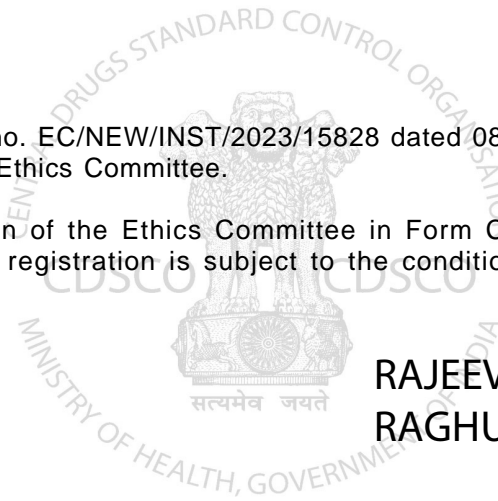 CENTRAL DRUGS STANDARD CONTROL ORGANISATION
no. EC/NEW/INST/2023/15828 dated 08
Ethics Committee.
n of the Ethics Committee in Form C
registration is subject to the conditio
CDSCO CDSCO
सत्यमेव जयते
RAJEEV
RAGHU
MINISTRY OF HEALTH, GOVERNMENT OF INDIA